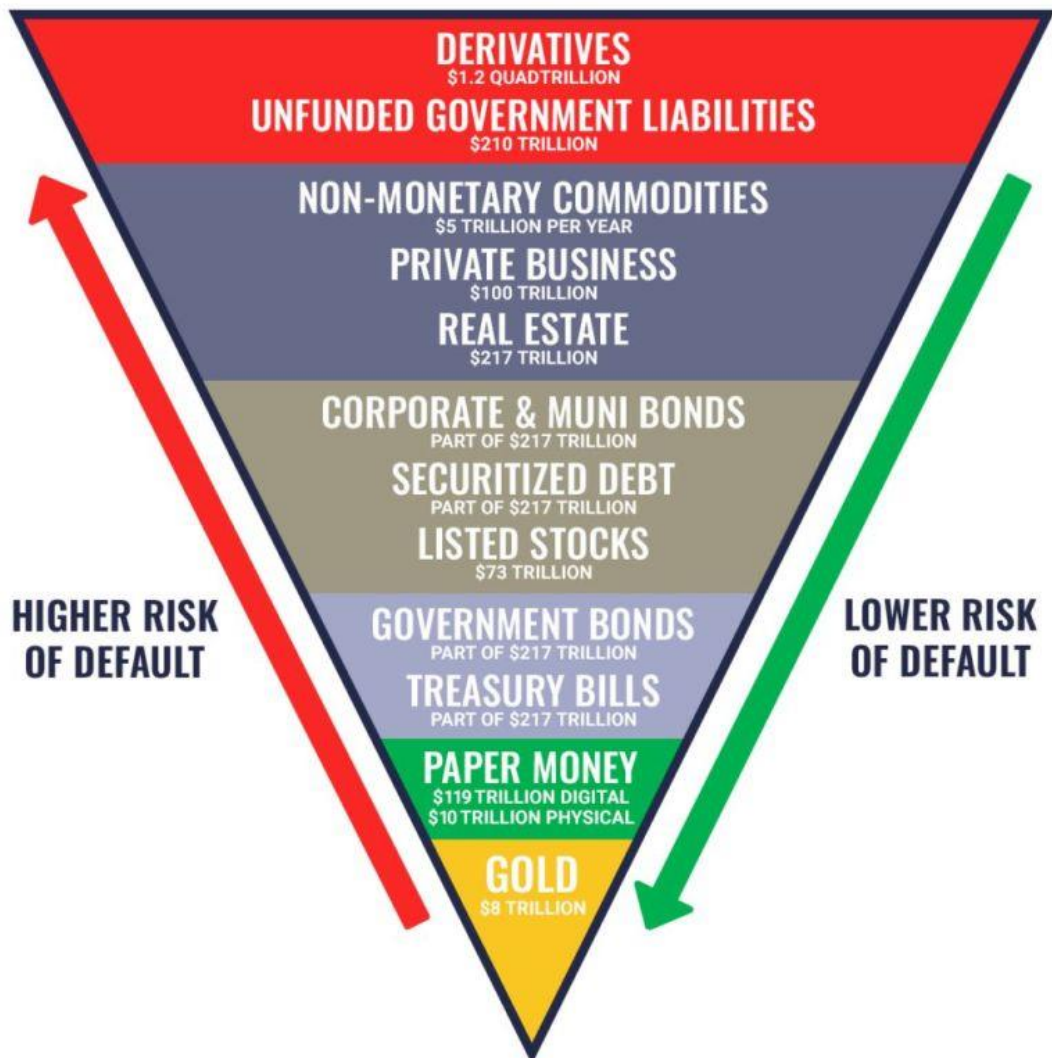 DERIVATIVES
$1.2 QUADTRILLION
UNFUNDED GOVERNMENT LIABILITIES
$210 TRILLION
NON-MONETARY COMMODITIES
$5 TRILLION PER YEAR
PRIVATE BUSINESS
$100 TRILLION
REAL ESTATE
$217 TRILLION
CORPORATE & MUNI BONDS
PART OF $217 TRILLION
SECURITIZED DEBT
PART OF $217 TRILLION
LISTED STOCKS
$73 TRILLION
HIGHER RISK
OF DEFAULT
LOWER RISK
OF DEFAULT
GOVERNMENT BONDS
PART OF $217 TRILLION
TREASURY BILLS
PART OF $217 TRILLION
PAPER MONEY
$119 TRILLION DIGITAL
$10 TRILLION PHYSICAL
GOLD
$8 TRILLION